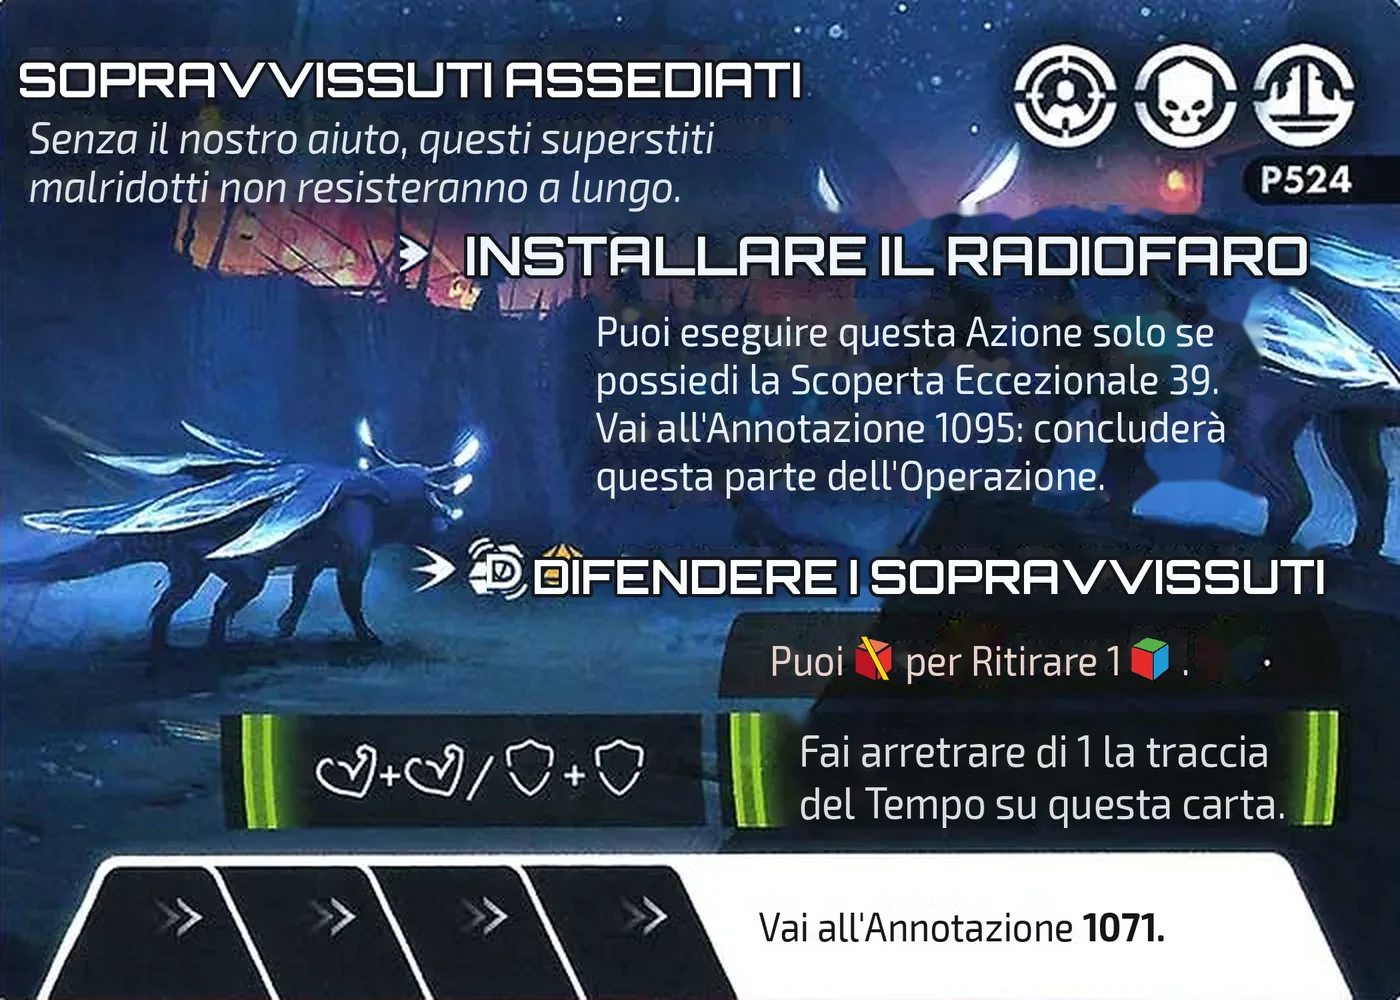 SOPRAVVISSUTI ASSEDIATI
Senza il nostro aiuto, questi superstiti
malridotti non resisteranno a lungo.
P524
INSTALLARE IL RADIOFARO
Puoi eseguire questa Azione solo se
possiedi la Scoperta Eccezionale 39.
Vai all'Annotazione 1095: concluderà
questa parte dell'Operazione.
D DIFENDERE I SOPRAVVISSUTI
Puoi per Ritirare 1 .
+ / +
Fai arretrare di 1 la traccia
del Tempo su questa carta.
Vai all'Annotazione 1071.